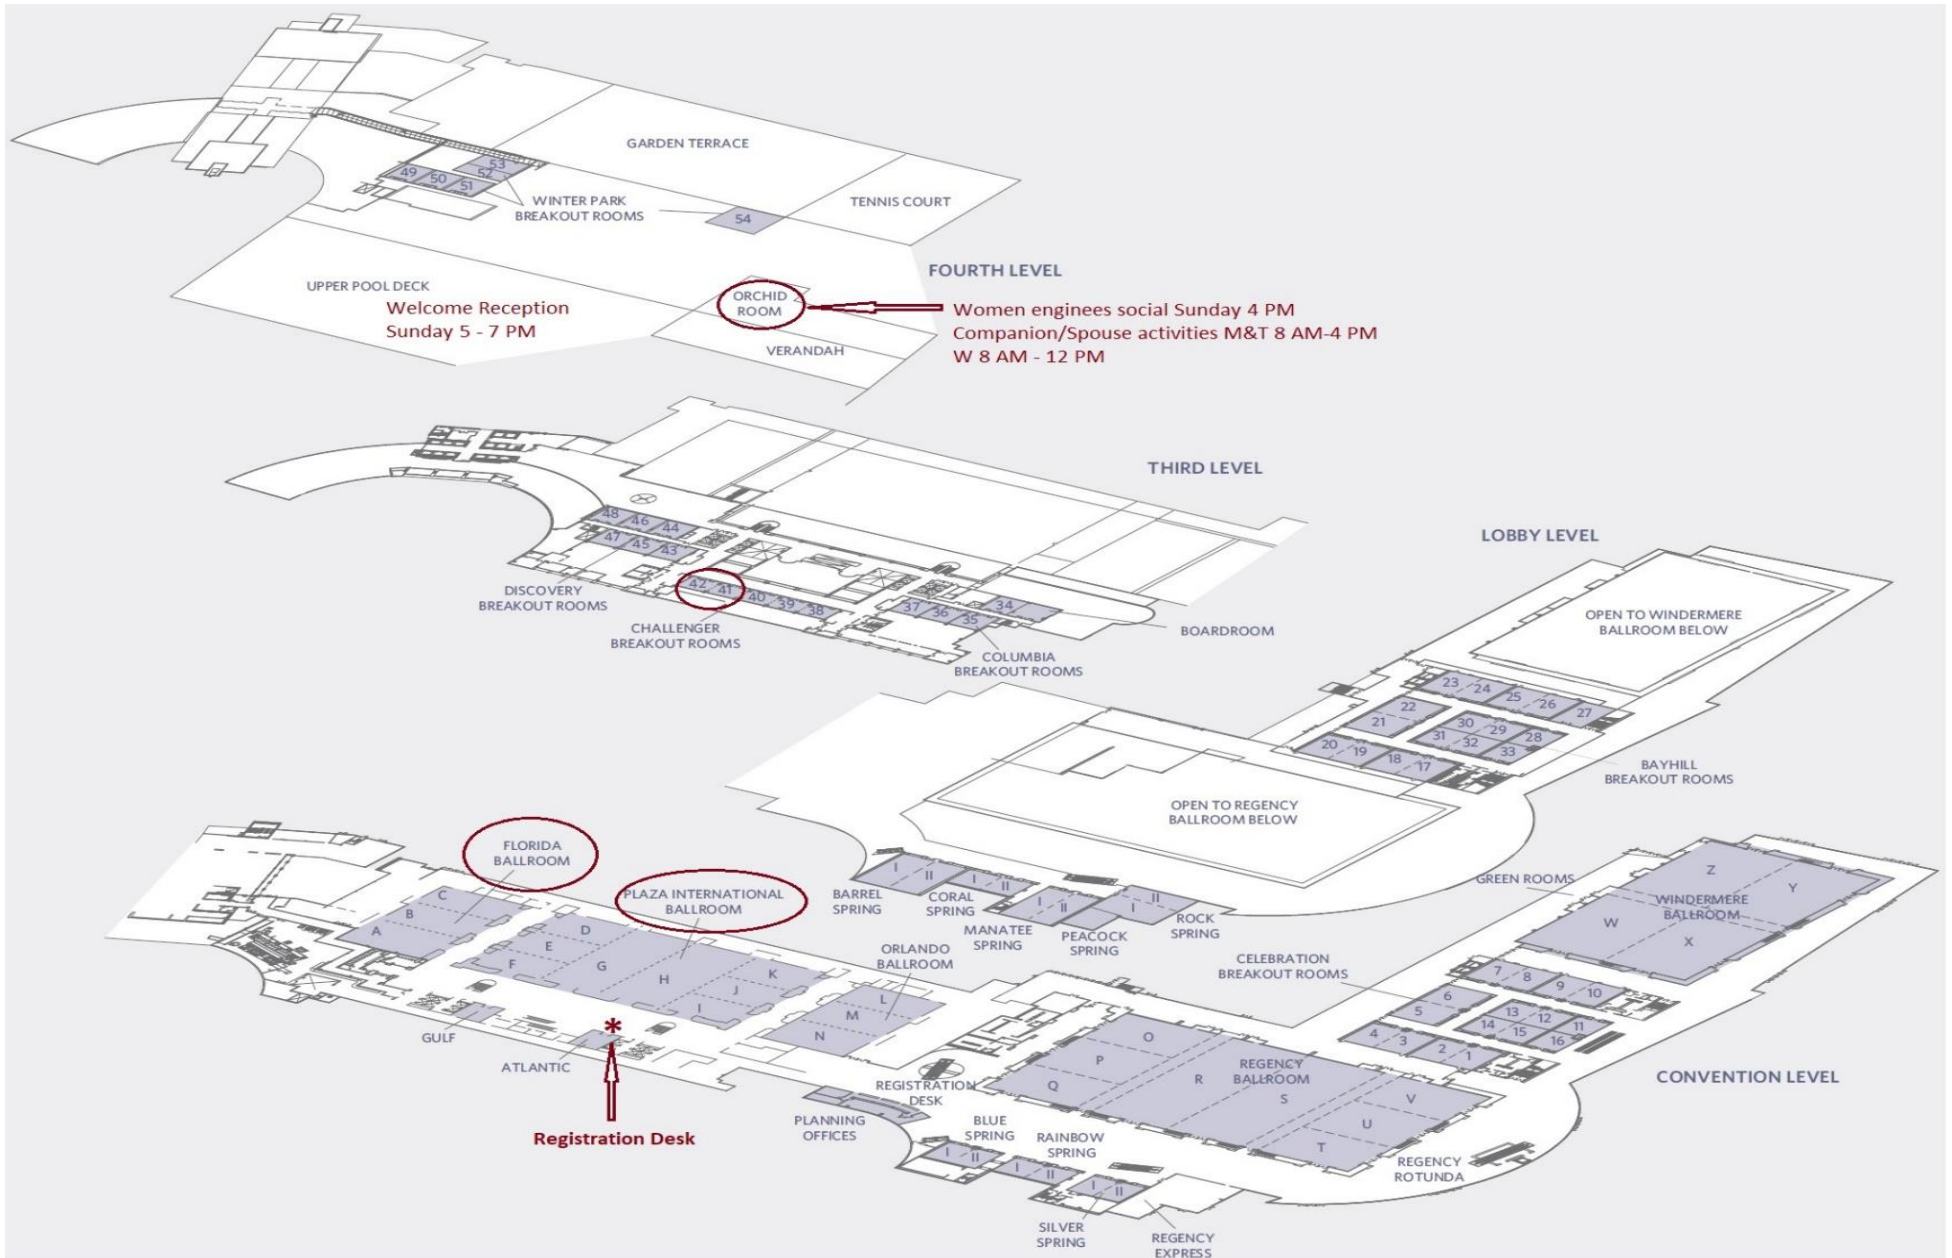 GARDEN TERRACE
53
52
49
50
51
WINTER PARK
BREAKOUT ROOMS
54
TENNIS COURT
FOURTH LEVEL
UPPER POOL DECK
Welcome Reception
Sunday 5 - 7 PM
ORCHID
ROOM
VERANDAH
Women enginees social Sunday 4 PM
Companion/Spouse activities M&T 8 AM-4 PM
W 8 AM - 12 PM
THIRD LEVEL
48
46
44
47
45
43
DISCOVERY
BREAKOUT ROOMS
42
41
40
39
38
CHALLENGER
BREAKOUT ROOMS
37
36
35
34
COLUMBIA
BREAKOUT ROOMS
BOARDROOM
LOBBY LEVEL
OPEN TO WINDERMERE
BALLROOM BELOW
23
24
25
26
27
22
21
30
29
28
31
32
33
20
19
18
17
BAYHILL
BREAKOUT ROOMS
OPEN TO REGENCY
BALLROOM BELOW
I
II
BARREL
SPRING
I
II
CORAL
SPRING
I
II
MANATEE
SPRING
I
II
PEACOCK
SPRING
ROCK
SPRING
FLORIDA
BALLROOM
C
B
A
PLAZA INTERNATIONAL
BALLROOM
D
E
F
G
H
K
J
I
ORLANDO
BALLROOM
L
M
N
GULF
ATLANTIC
*
Registration Desk
PLANNING
OFFICES
REGISTRATION
DESK
O
P
Q
R
REGENCY
BALLROOM
S
V
U
T
REGENCY
ROTUNDA
BLUE
SPRING
I
II
RAINBOW
SPRING
I
II
I
II
SILVER
SPRING
REGENCY
EXPRESS
GREEN ROOMS
Z
Y
WINDERMERE
BALLROOM
W
X
CELEBRATION
BREAKOUT ROOMS
7
8
9
10
6
5
13
12
11
14
15
16
4
3
2
1
CONVENTION LEVEL